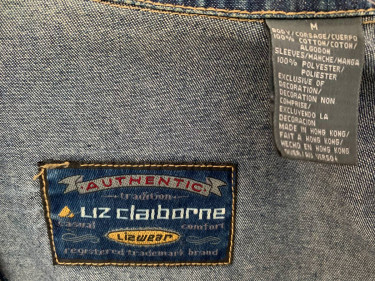 M
BODY/CORSAGE/CUERPO
100% COTTON/COTON/
ALGODON
SLEEVES/MANCHE/MANGA
100% POLYESTER/
POLIESTER
EXCLUSIVE OF
DECORATION/
DECORATION NON
COMPRISE/
EXCLUYENDO LA
DECORACION
MADE IN HONG KONG/
FAIT A HONG KONG/
HECHO EN HONG KONG
AUTHENTIC
tradition
LIZ claiborne
casual
comfort
Lizwear
registered trademark brand